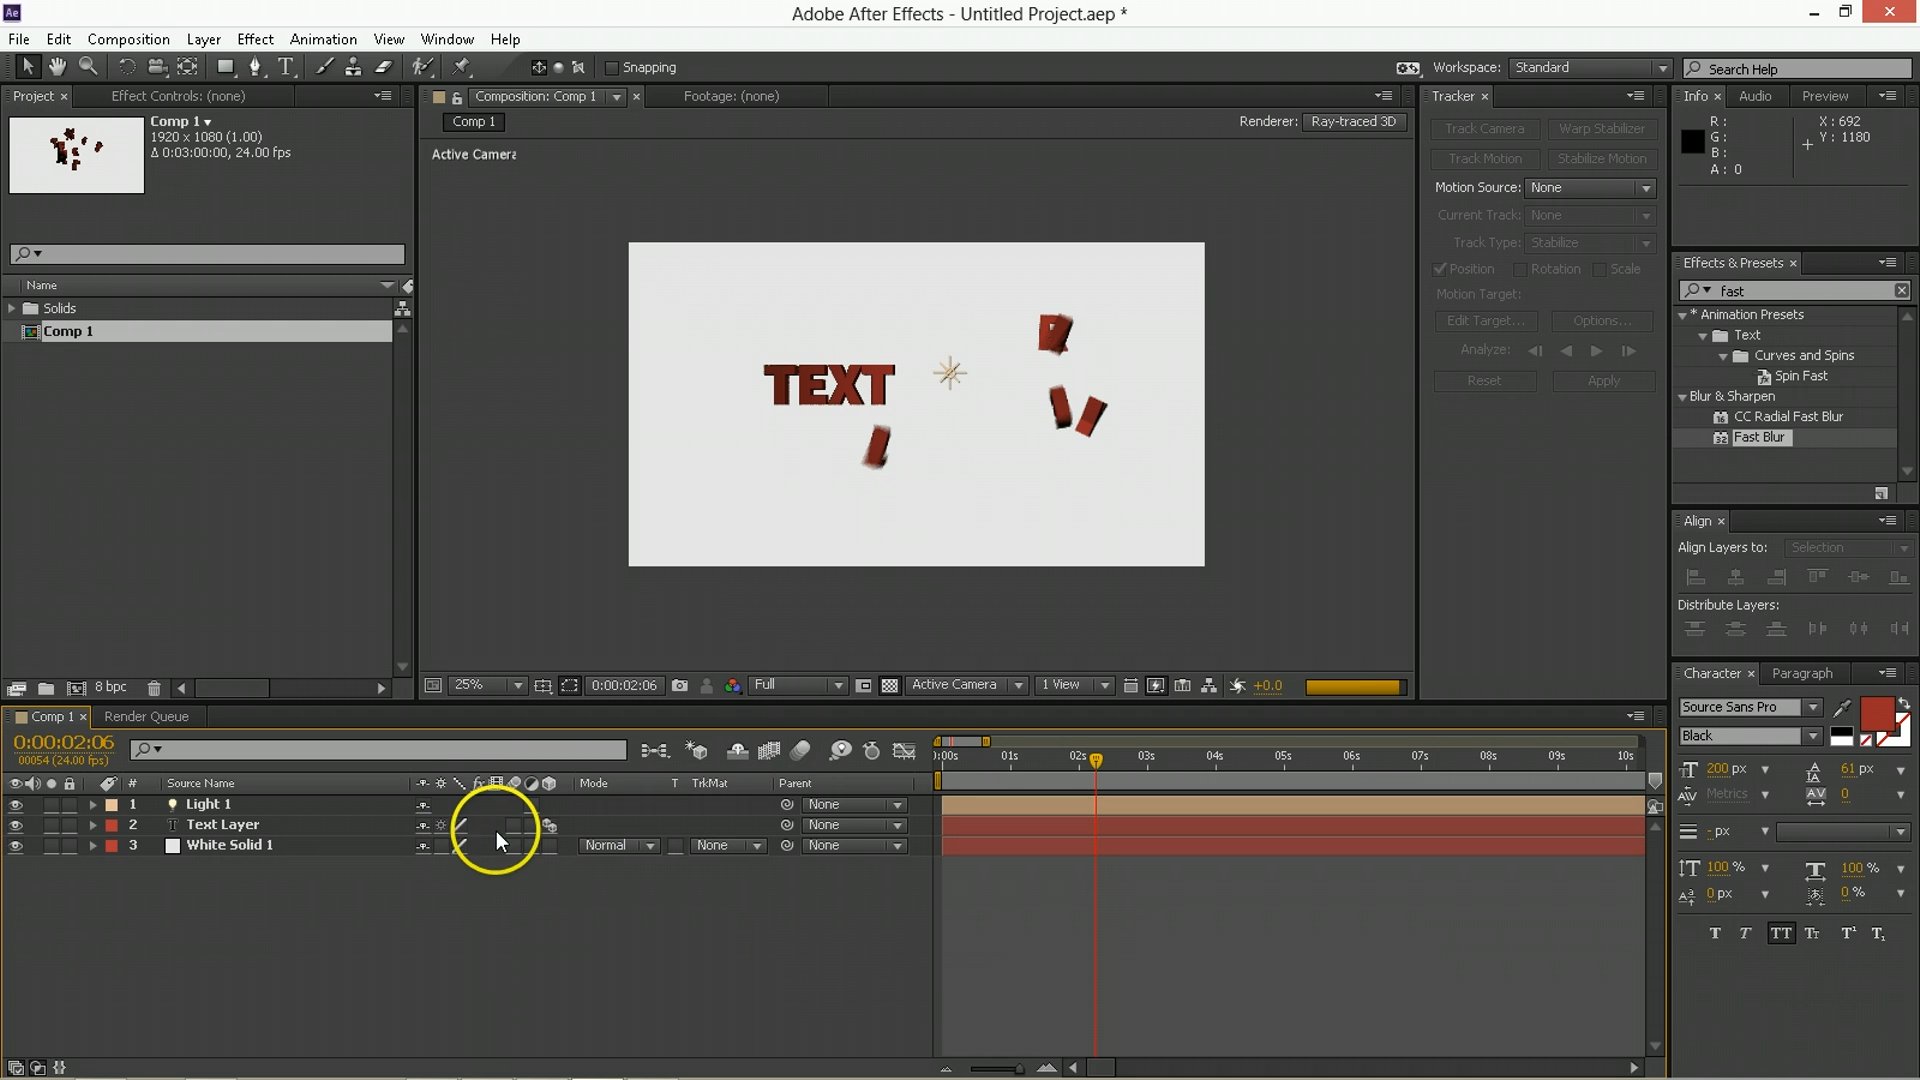 Ae
Adobe After Effects - Untitled Project.aep *
File Edit Composition Layer Effect Animation View Window Help
Snapping
Workspace: Standard
Search Help
Project × Effect Controls: (none)
Comp 1
1920 x 1080 (1.00)
Δ 0:03:00:00, 24.00 fps
Name
Solids
Comp 1
8 bpc
Composition: Comp 1 × Footage: (none)
Comp 1
Renderer: Ray-traced 3D
Active Camera
TEXT
25% 0:00:02:06 Full Active Camera 1 View +0.0
Tracker ×
Track Camera Warp Stabilizer
Track Motion Stabilize Motion
Motion Source: None
Current Track: None
Track Type: Stabilize
Position Rotation Scale
Motion Target:
Edit Target... Options...
Analyze:
Reset Apply
Info × Audio Preview
R :
G :
B :
A : 0
X : 692
Y : 1180
Effects & Presets ×
fast
* Animation Presets
Text
Curves and Spins
Spin Fast
Blur & Sharpen
CC Radial Fast Blur
Fast Blur
Align ×
Align Layers to: Selection
Distribute Layers:
Character × Paragraph
Source Sans Pro
Black
200 px 61 px
Metrics 0
- px
100 % 100 %
0 px 0 %
T T TT Tт T¹ T₁
Comp 1 × Render Queue
0:00:02:06
00054 (24.00 fps)
:00s 01s 02s 03s 04s 05s 06s 07s 08s 09s 10s
# Source Name Mode T TrkMat Parent
1 Light 1 None
2 Text Layer None
3 White Solid 1 Normal None None